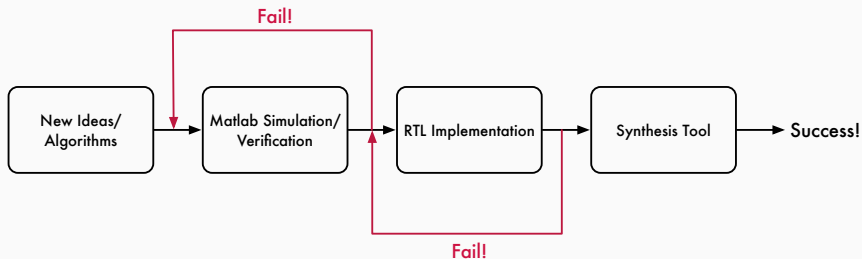 Fail!
New Ideas/
Algorithms
Matlab Simulation/
Verification
RTL Implementation
Synthesis Tool
Success!
Fail!